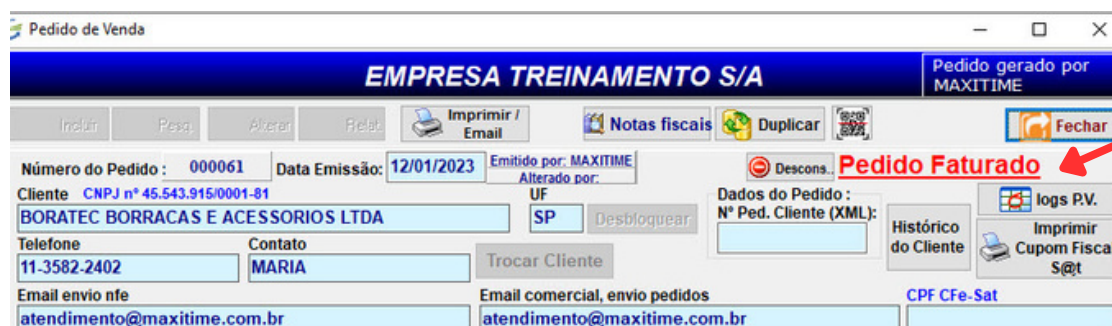 Pedido de Venda
EMPRESA TREINAMENTO S/A
Pedido gerado por
MAXITIME
Incluir Pesq. Alterar Relat. Imprimir / Email Notas fiscais Duplicar Fechar
Número do Pedido : 000061 Data Emissão: 12/01/2023 Emitido por: MAXITIME Descons.. Pedido Faturado
Alterado por:
Cliente CNPJ nº 45.543.915/0001-81 UF Dados do Pedido : logs P.V.
BORATEC BORRACAS E ACESSORIOS LTDA SP Desbloquear Nº Ped. Cliente (XML): Histórico do Cliente Imprimir Cupom Fisca S@t
Telefone Contato
11-3582-2402 MARIA Trocar Cliente
Email envio nfe Email comercial, envio pedidos CPF CFe-Sat
atendimento@maxitime.com.br atendimento@maxitime.com.br